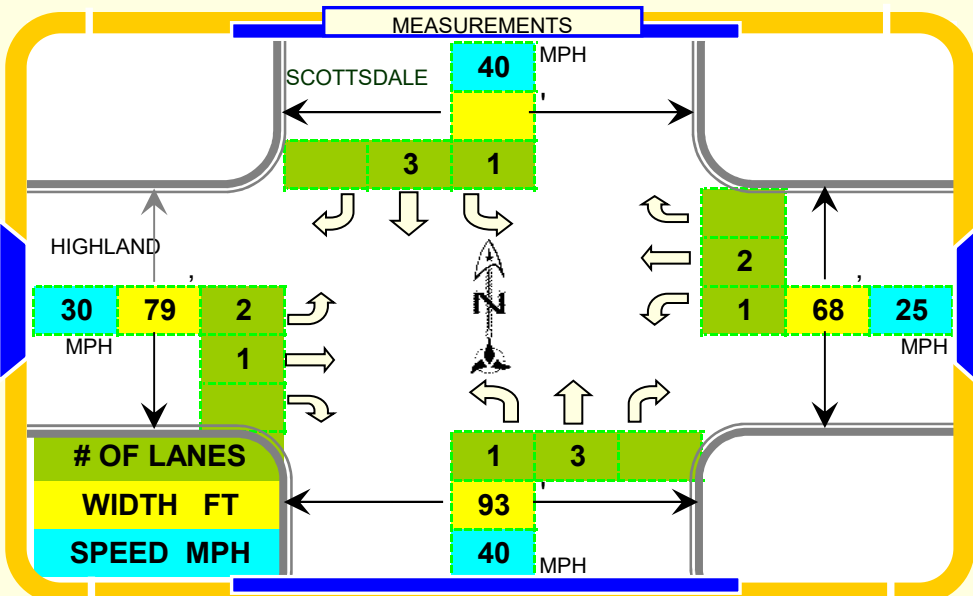 MEASUREMENTS
40 MPH
SCOTTSDALE
'
3 1
HIGHLAND
2
'
'
30 79 2
1 68 25
MPH
MPH
1
N
# OF LANES
1 3
WIDTH FT
93 '
SPEED MPH
40 MPH